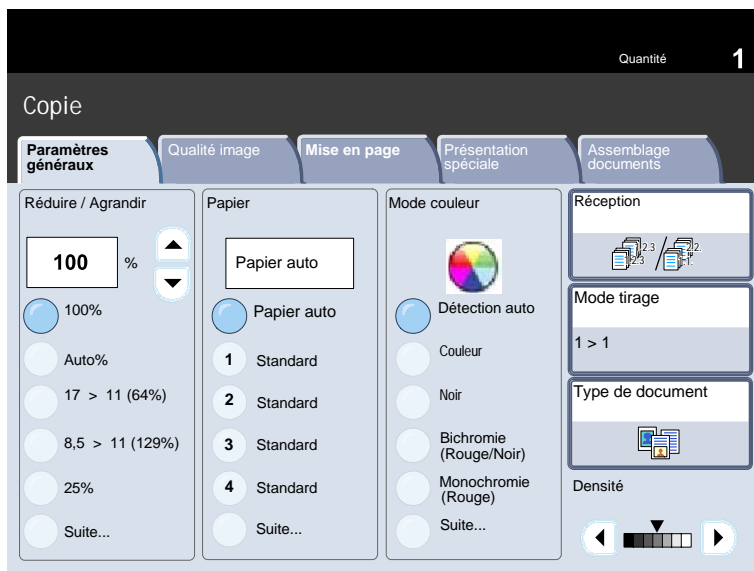 Quantité 1
Copie
Paramètres
généraux
Qualité image
Mise en page
Présentation
spéciale
Assemblage
documents
Réduire / Agrandir
100 %
100%
Auto%
17 > 11 (64%)
8,5 > 11 (129%)
25%
Suite...
Papier
Papier auto
Papier auto
1 Standard
2 Standard
3 Standard
4 Standard
Suite...
Mode couleur
Détection auto
Couleur
Noir
Bichromie
(Rouge/Noir)
Monochromie
(Rouge)
Suite...
Réception
Mode tirage
1 > 1
Type de document
Densité